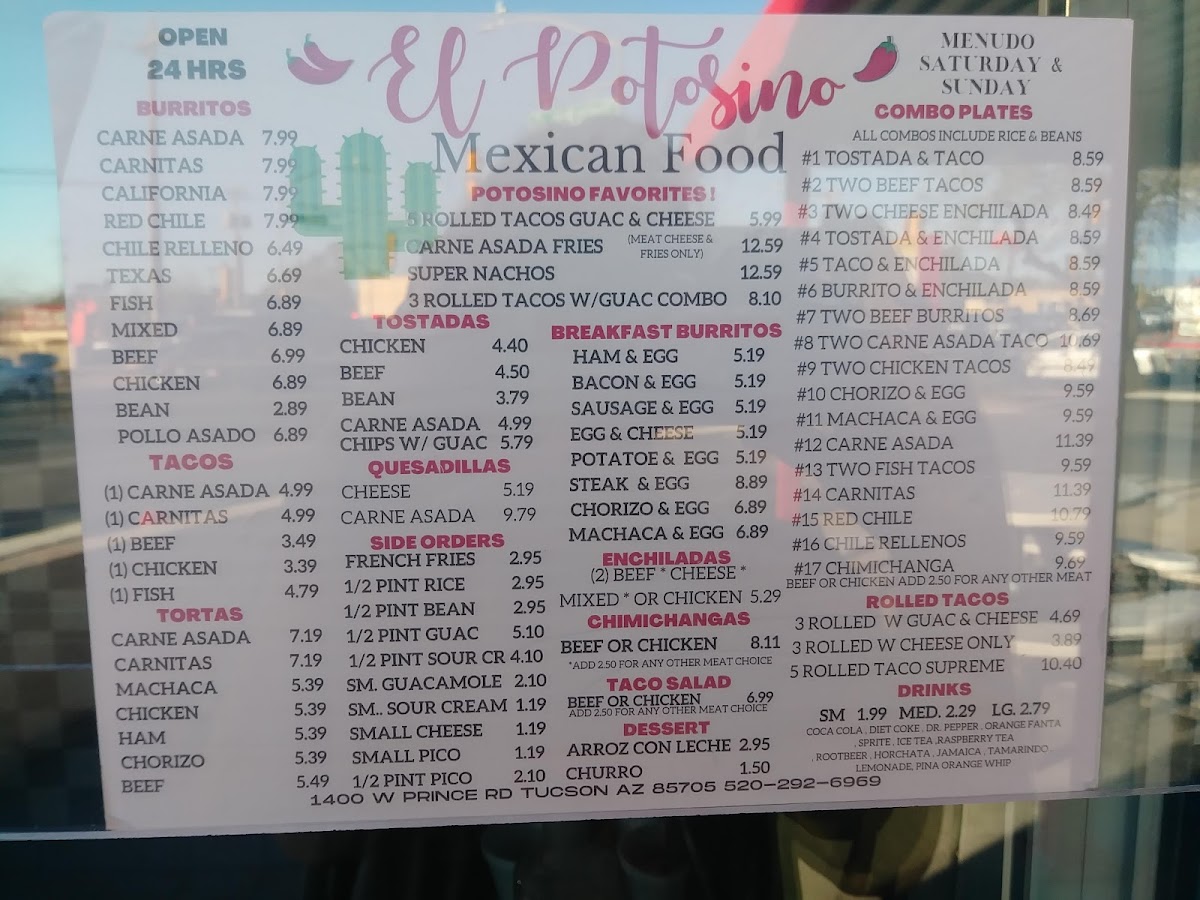 OPEN
24 HRS
El Potosino
Mexican Food
MENUDO
SATURDAY &
SUNDAY
BURRITOS
CARNE ASADA 7.99
CARNITAS 7.99
CALIFORNIA 7.99
RED CHILE 7.99
CHILE RELLENO 6.49
TEXAS 6.69
FISH 6.89
MIXED 6.89
BEEF 6.99
CHICKEN 6.89
BEAN 2.89
POLLO ASADO 6.89
TACOS
(1) CARNE ASADA 4.99
(1) CARNITAS 4.99
(1) BEEF 3.49
(1) CHICKEN 3.39
(1) FISH 4.79
TORTAS
CARNE ASADA 7.19
CARNITAS 7.19
MACHACA 5.39
CHICKEN 5.39
HAM 5.39
CHORIZO 5.39
BEEF 5.49
POTOSINO FAVORITES !
5 ROLLED TACOS GUAC & CHEESE 5.99
CARNE ASADA FRIES (MEAT CHEESE & FRIES ONLY) 12.59
SUPER NACHOS 12.59
3 ROLLED TACOS W/GUAC COMBO 8.10
TOSTADAS
CHICKEN 4.40
BEEF 4.50
BEAN 3.79
CARNE ASADA 4.99
CHIPS W/ GUAC 5.79
QUESADILLAS
CHEESE 5.19
CARNE ASADA 9.79
SIDE ORDERS
FRENCH FRIES 2.95
1/2 PINT RICE 2.95
1/2 PINT BEAN 2.95
1/2 PINT GUAC 5.10
1/2 PINT SOUR CR 4.10
SM. GUACAMOLE 2.10
SM.. SOUR CREAM 1.19
SMALL CHEESE 1.19
SMALL PICO 1.19
1/2 PINT PICO 2.10
BREAKFAST BURRITOS
HAM & EGG 5.19
BACON & EGG 5.19
SAUSAGE & EGG 5.19
EGG & CHEESE 5.19
POTATOE & EGG 5.19
STEAK & EGG 8.89
CHORIZO & EGG 6.89
MACHACA & EGG 6.89
ENCHILADAS
(2) BEEF * CHEESE *
MIXED * OR CHICKEN 5.29
CHIMICHANGAS
BEEF OR CHICKEN 8.11
*ADD 2.50 FOR ANY OTHER MEAT CHOICE
TACO SALAD
BEEF OR CHICKEN 6.99
ADD 2.50 FOR ANY OTHER MEAT CHOICE
DESSERT
ARROZ CON LECHE 2.95
CHURRO 1.50
COMBO PLATES
ALL COMBOS INCLUDE RICE & BEANS
#1 TOSTADA & TACO 8.59
#2 TWO BEEF TACOS 8.59
#3 TWO CHEESE ENCHILADA 8.49
#4 TOSTADA & ENCHILADA 8.59
#5 TACO & ENCHILADA 8.59
#6 BURRITO & ENCHILADA 8.59
#7 TWO BEEF BURRITOS 8.69
#8 TWO CARNE ASADA TACO 10.69
#9 TWO CHICKEN TACOS 8.49
#10 CHORIZO & EGG 9.59
#11 MACHACA & EGG 9.59
#12 CARNE ASADA 11.39
#13 TWO FISH TACOS 9.59
#14 CARNITAS 11.39
#15 RED CHILE 10.79
#16 CHILE RELLENOS 9.59
#17 CHIMICHANGA 9.69
BEEF OR CHICKEN ADD 2.50 FOR ANY OTHER MEAT
ROLLED TACOS
3 ROLLED W GUAC & CHEESE 4.69
3 ROLLED W CHEESE ONLY 3.89
5 ROLLED TACO SUPREME 10.40
DRINKS
SM 1.99 MED. 2.29 LG. 2.79
COCA COLA . DIET COKE . DR. PEPPER . ORANGE FANTA
, SPRITE , ICE TEA ,RASPBERRY TEA
, ROOTBEER , HORCHATA , JAMAICA , TAMARINDO .
LEMONADE, PINA ORANGE WHIP
1400 W PRINCE RD TUCSON AZ 85705 520-292-6969